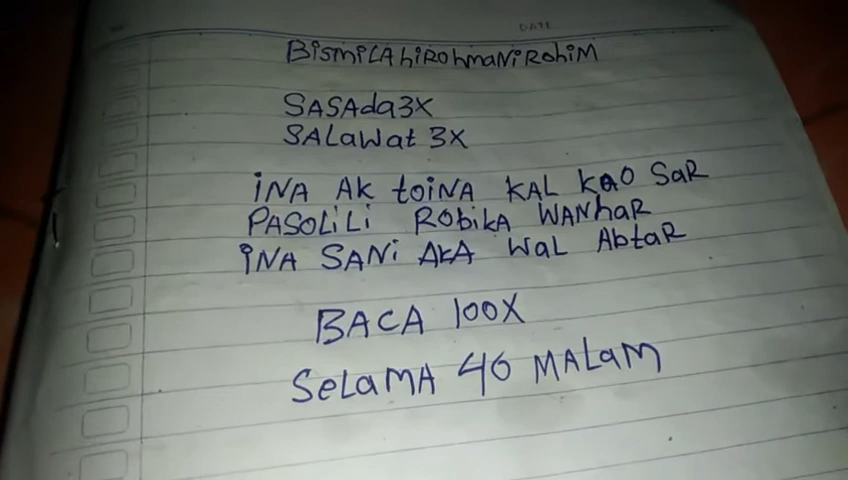 DATE
BismiLAhiROhmaNiROhiM
SASAda3X
SALaWat 3X
iNA AK toiNA KAL KAO SaR
PASOLiLi RObikA WANhaR
iNA SANi AKA Wal AbtaR
BACA 100X
SeLaMA 40 MALaM